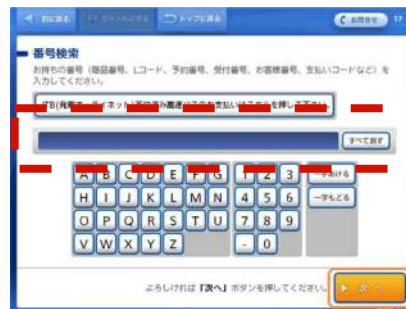 前に戻る
トップに戻る
お問合せ 17
番号検索
お持ちの番号（商品番号、Lコード、予約番号、受付番号、お客様番号、支払いコードなど）を
入力してください。
すべて消す
A B C D E F G 1 2 3 一字あける
H I J K L M N 4 5 6 一字もどる
O P Q R S T U 7 8 9
V W X Y Z - 0
よろしければ「次へ」ボタンを押してください。
次へ